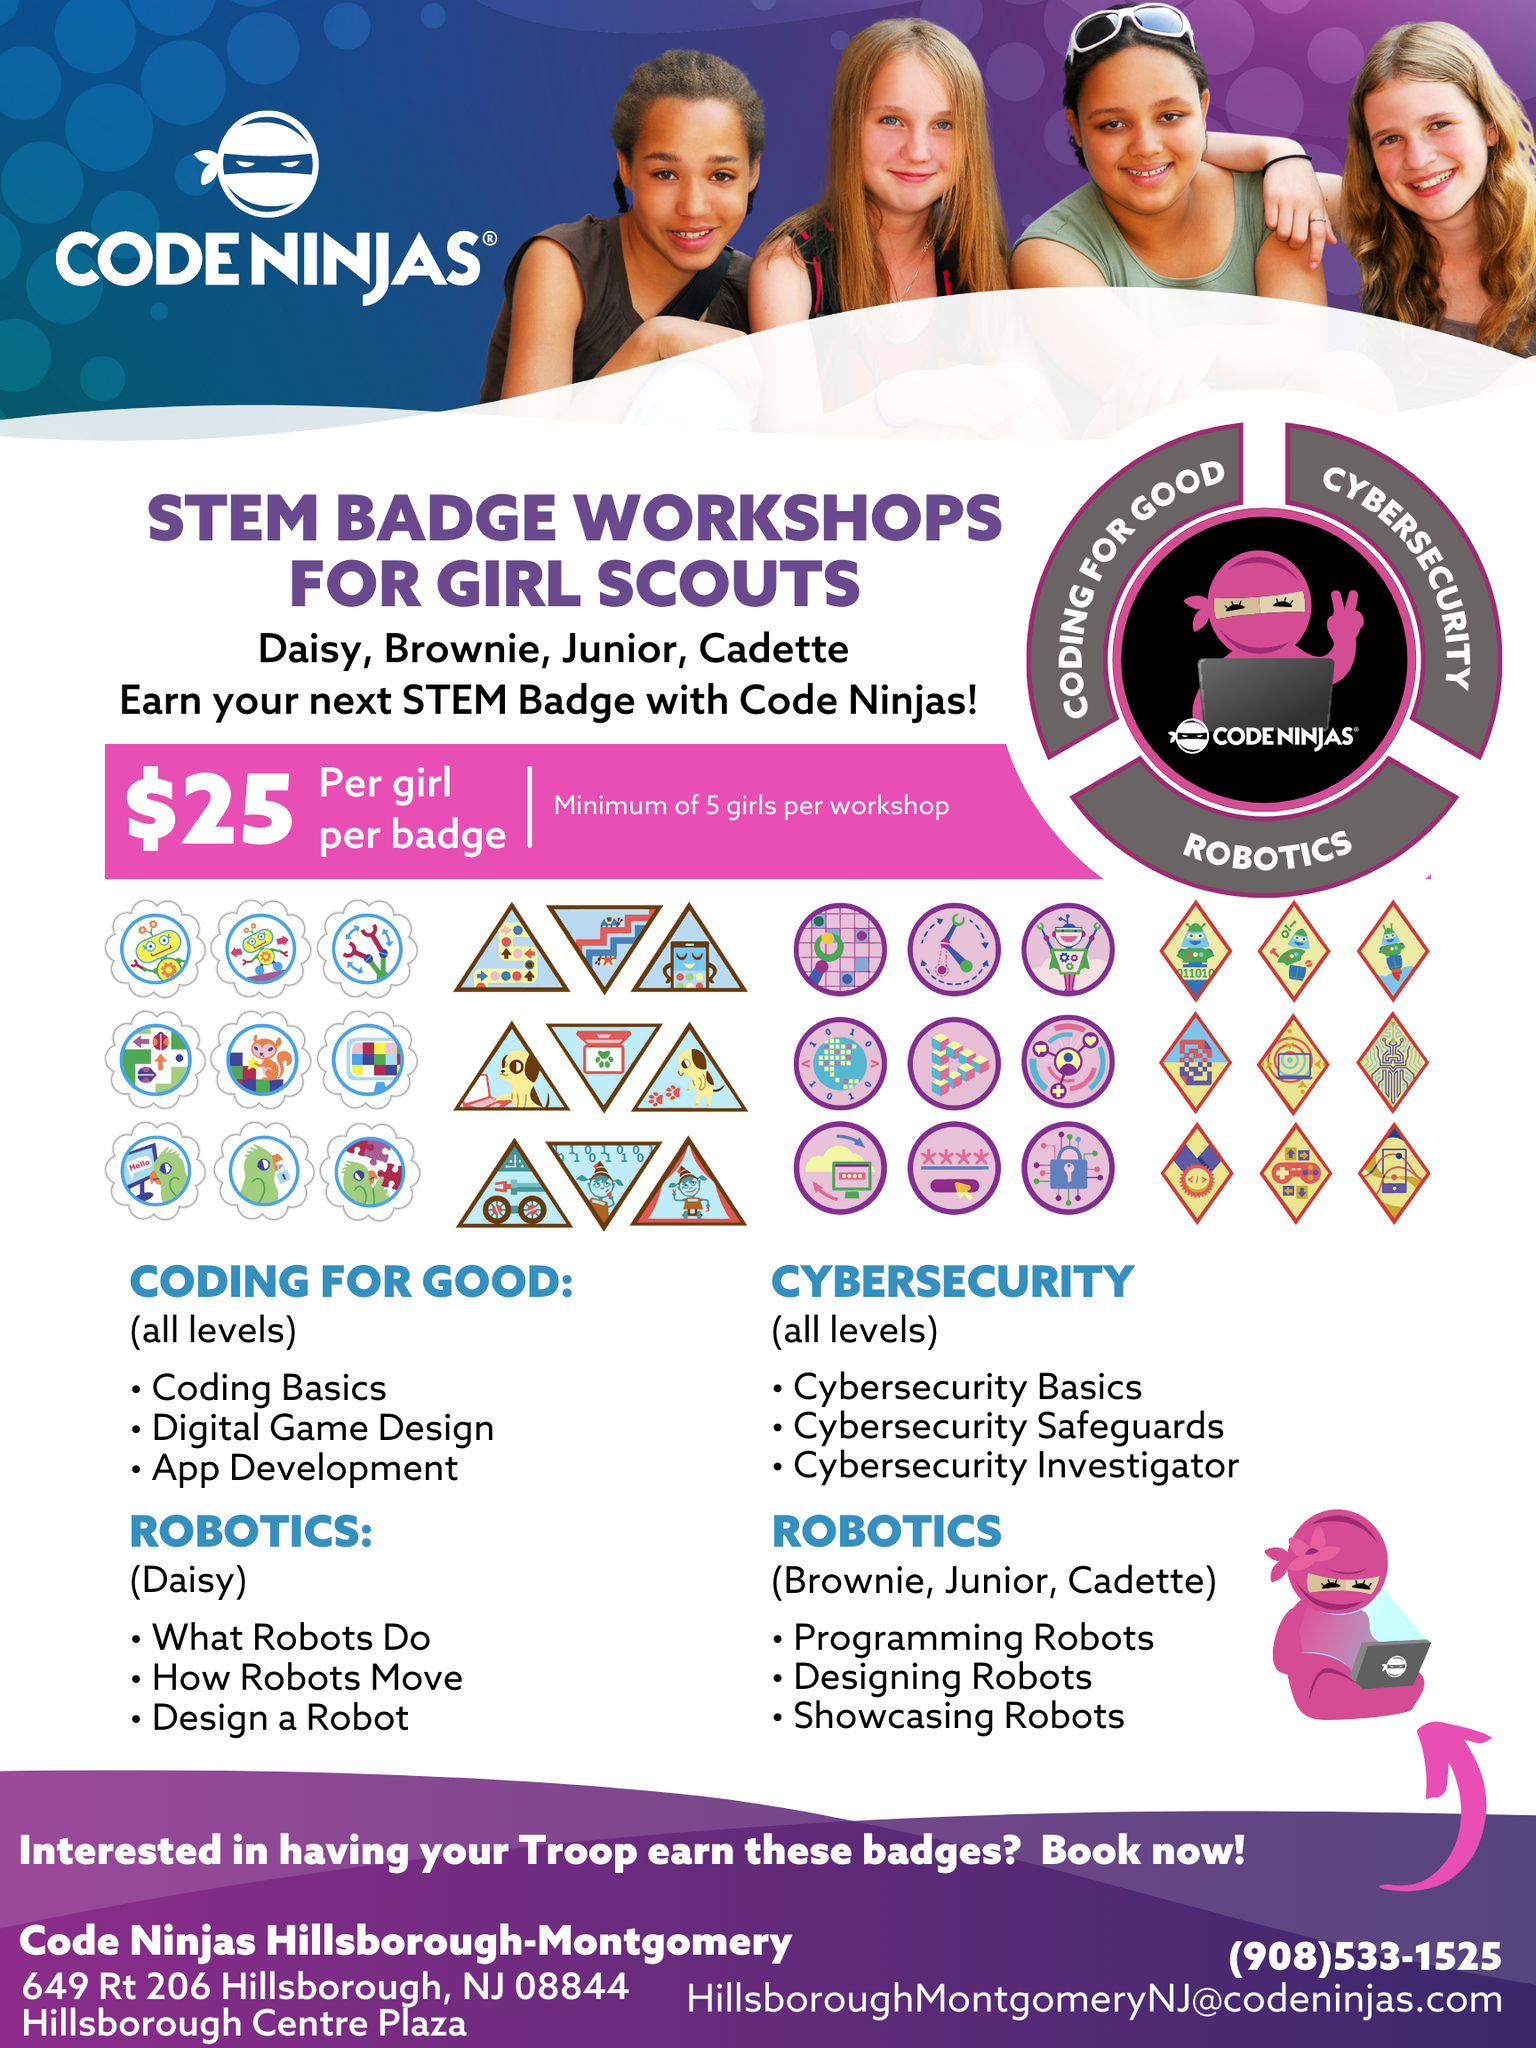 CODE NINJAS®
STEM BADGE WORKSHOPS
FOR GIRL SCOUTS
Daisy, Brownie, Junior, Cadette
Earn your next STEM Badge with Code Ninjas!
CODING FOR GOOD
CYBERSECURITY
ROBOTICS
CODE NINJAS®
$25
Per girl
per badge
Minimum of 5 girls per workshop
011010
Hello
CODING FOR GOOD:
(all levels)
• Coding Basics
• Digital Game Design
• App Development
CYBERSECURITY
(all levels)
• Cybersecurity Basics
• Cybersecurity Safeguards
• Cybersecurity Investigator
ROBOTICS:
(Daisy)
• What Robots Do
• How Robots Move
• Design a Robot
ROBOTICS
(Brownie, Junior, Cadette)
• Programming Robots
• Designing Robots
• Showcasing Robots
Interested in having your Troop earn these badges?  Book now!
Code Ninjas Hillsborough-Montgomery
649 Rt 206 Hillsborough, NJ 08844
Hillsborough Centre Plaza
(908)533-1525
HillsboroughMontgomeryNJ@codeninjas.com